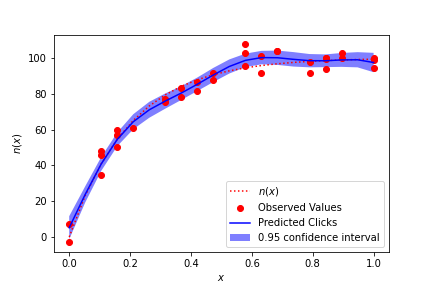 n(x)
100
80
60
40
20
0
0.0 0.2 0.4 0.6 0.8 1.0
x
n(x)
Observed Values
Predicted Clicks
0.95 confidence interval